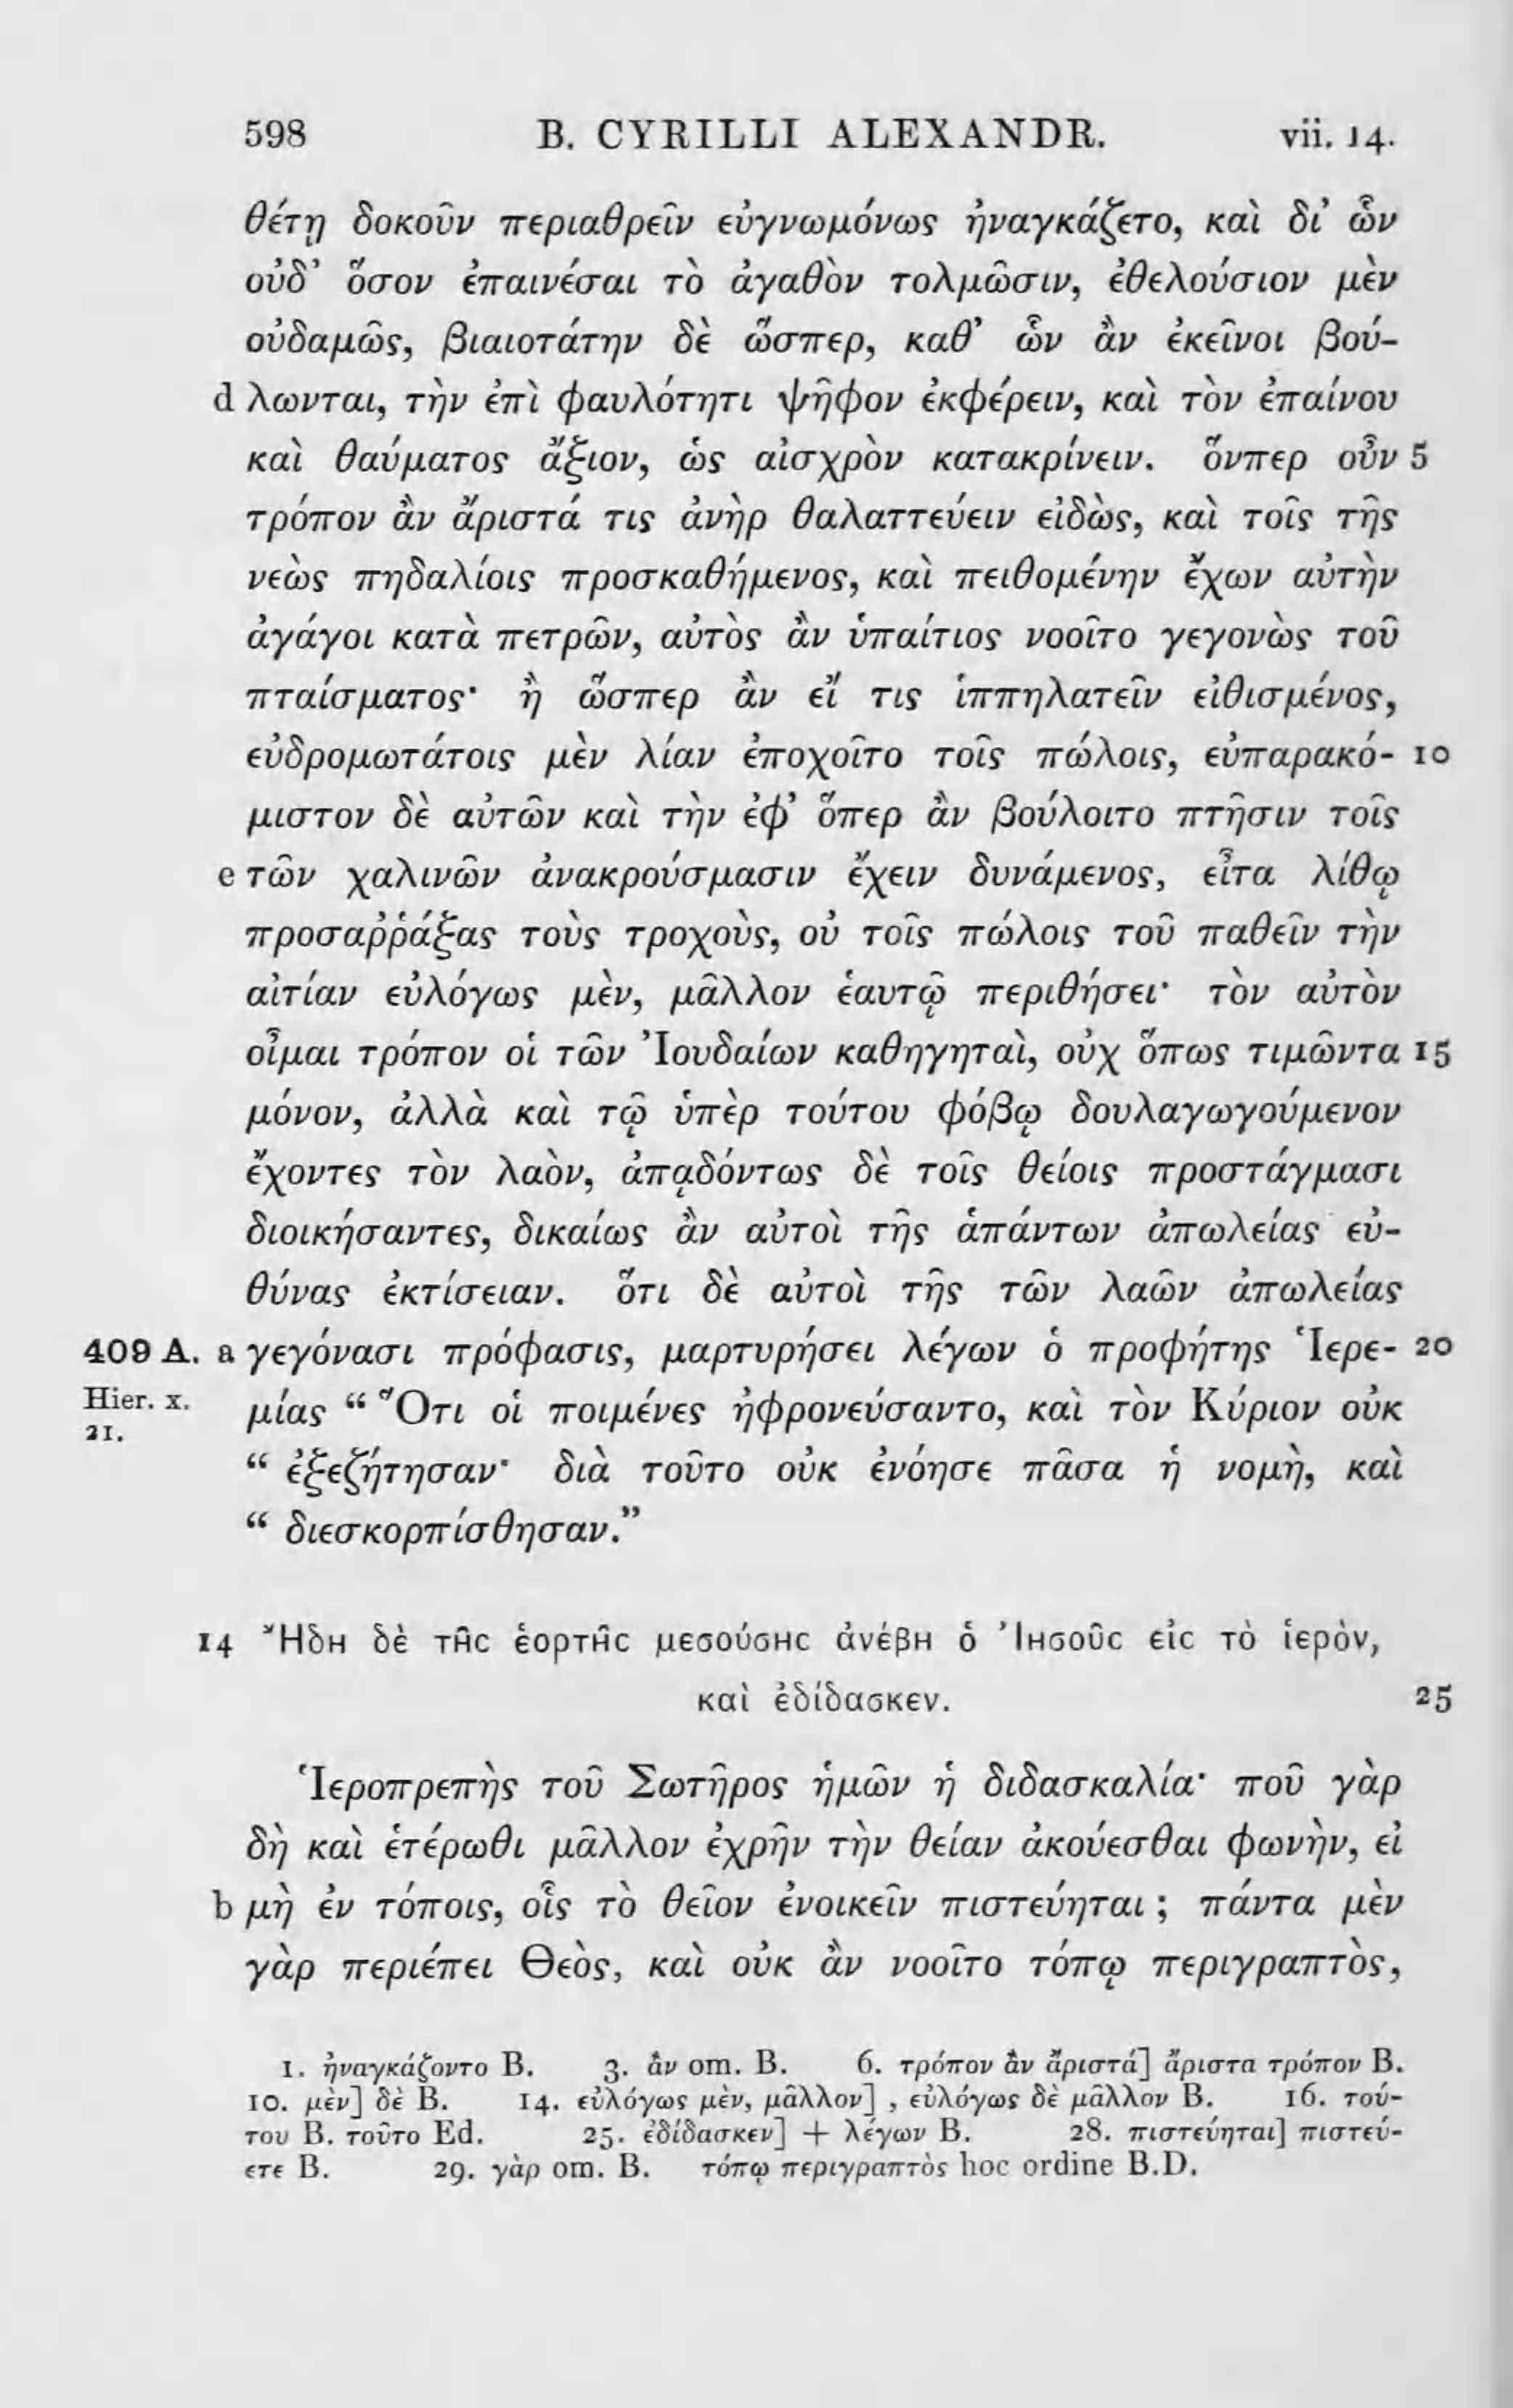 598 B. CYRILLI ALEXANDR. vii. 14.
θέτῃ δοκοῦν περιαθρεῖν εὐγνωμόνως ἠναγκάζετο, καὶ δι’ ὧν
οὐδ’ ὅσον ἐπαινέσαι τὸ ἀγαθὸν τολμῶσιν, ἐθελούσιον μὲν
οὐδαμῶς, βιαιοτάτην δὲ ὥσπερ, καθ’ ὧν ἂν ἐκεῖνοι βού-
d λωνται, τὴν ἐπὶ φαυλότητι ψῆφον ἐκφέρειν, καὶ τὸν ἐπαίνου
καὶ θαύματος ἄξιον, ὡς αἰσχρὸν κατακρίνειν. ὅνπερ οὖν 5
τρόπον ἂν ἄριστά τις ἀνὴρ θαλαττεύειν εἰδὼς, καὶ τοῖς τῆς
νεὼς πηδαλίοις προσκαθήμενος, καὶ πειθομένην ἔχων αὐτὴν
ἀγάγοι κατὰ πετρῶν, αὐτὸς ἂν ὑπαίτιος νοοῖτο γεγονὼς τοῦ
πταίσματος· ἢ ὥσπερ ἂν εἴ τις ἱππηλατεῖν εἰθισμένος,
εὐδρομωτάτοις μὲν λίαν ἐποχοῖτο τοῖς πώλοις, εὐπαρακό- 10
μιστον δὲ αὐτῶν καὶ τὴν ἐφ’ ὅπερ ἂν βούλοιτο πτῆσιν τοῖς
e τῶν χαλινῶν ἀνακρούσμασιν ἔχειν δυνάμενος, εἶτα λίθῳ
προσαῤῥάξας τοὺς τροχοὺς, οὐ τοῖς πώλοις τοῦ παθεῖν τὴν
αἰτίαν εὐλόγως μὲν, μᾶλλον ἑαυτῷ περιθήσει· τὸν αὐτὸν
οἶμαι τρόπον οἱ τῶν Ἰουδαίων καθηγηταὶ, οὐχ ὅπως τιμῶντα 15
μόνον, ἀλλὰ καὶ τῷ ὑπὲρ τούτου φόβῳ δουλαγωγούμενον
ἔχοντες τὸν λαὸν, ἀπᾳδόντως δὲ τοῖς θείοις προστάγμασι
διοικήσαντες, δικαίως ἂν αὐτοὶ τῆς ἁπάντων ἀπωλείας εὐ-
θύνας ἐκτίσειαν. ὅτι δὲ αὐτοὶ τῆς τῶν λαῶν ἀπωλείας
409 A. a γεγόνασι πρόφασις, μαρτυρήσει λέγων ὁ προφήτης Ἱερε- 20
Hier. x. 21. μίας “ Ὅτι οἱ ποιμένες ἠφρονεύσαντο, καὶ τὸν Κύριον οὐκ
“ ἐξεζήτησαν· διὰ τοῦτο οὐκ ἐνόησε πᾶσα ἡ νομὴ, καὶ
“ διεσκορπίσθησαν.”
14 Ἤδη δὲ τῆς ἑορτῆς μεσούσης ἀνέβη ὁ Ἰησοῦς εἰς τὸ ἱερὸν,
καὶ ἐδίδασκεν. 25
Ἱεροπρεπὴς τοῦ Σωτῆρος ἡμῶν ἡ διδασκαλία· ποῦ γὰρ
δὴ καὶ ἑτέρωθι μᾶλλον ἐχρῆν τὴν θείαν ἀκούεσθαι φωνὴν, εἰ
b μὴ ἐν τόποις, οἷς τὸ θεῖον ἐνοικεῖν πιστεύηται ; πάντα μὲν
γὰρ περιέπει Θεὸς, καὶ οὐκ ἂν νοοῖτο τόπῳ περιγραπτὸς,
1. ἠναγκάζοντο B. 3. ἂν om. B. 6. τρόπον ἂν ἄριστά] ἄριστα τρόπον B.
10. μὲν] δὲ B. 14. εὐλόγως μὲν, μᾶλλον] , εὐλόγως δὲ μᾶλλον B. 16. τού-
του B. τοῦτο Ed. 25. ἐδίδασκεν] + λέγων B. 28. πιστεύηται] πιστεύ-
ετε B. 29. γὰρ om. B. τόπῳ περιγραπτὸς hoc ordine B.D.